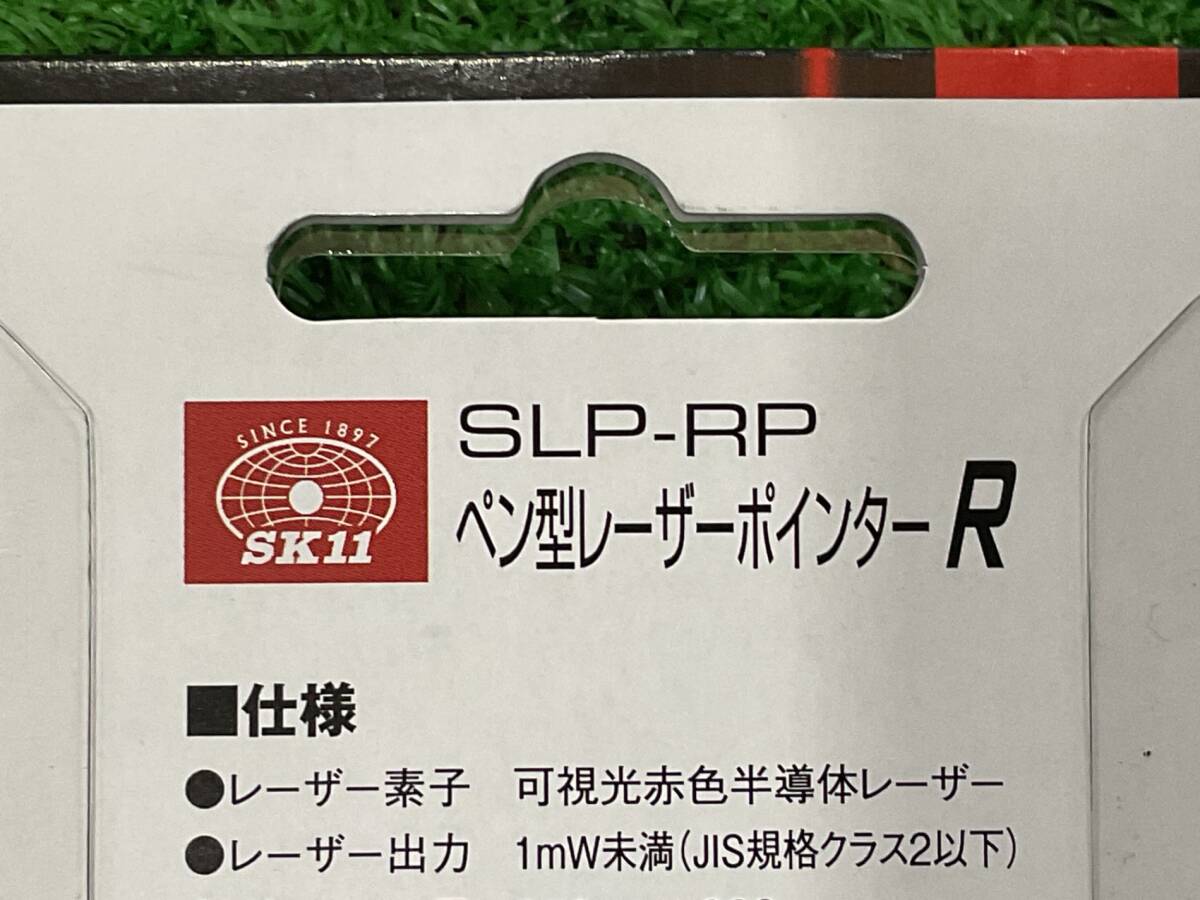 SINCE 1897
SK11
SLP-RP
ペン型レーザーポインターR
■仕様
●レーザー素子 可視光赤色半導体レーザー
●レーザー出力 1mW未満(JIS規格クラス2以下)